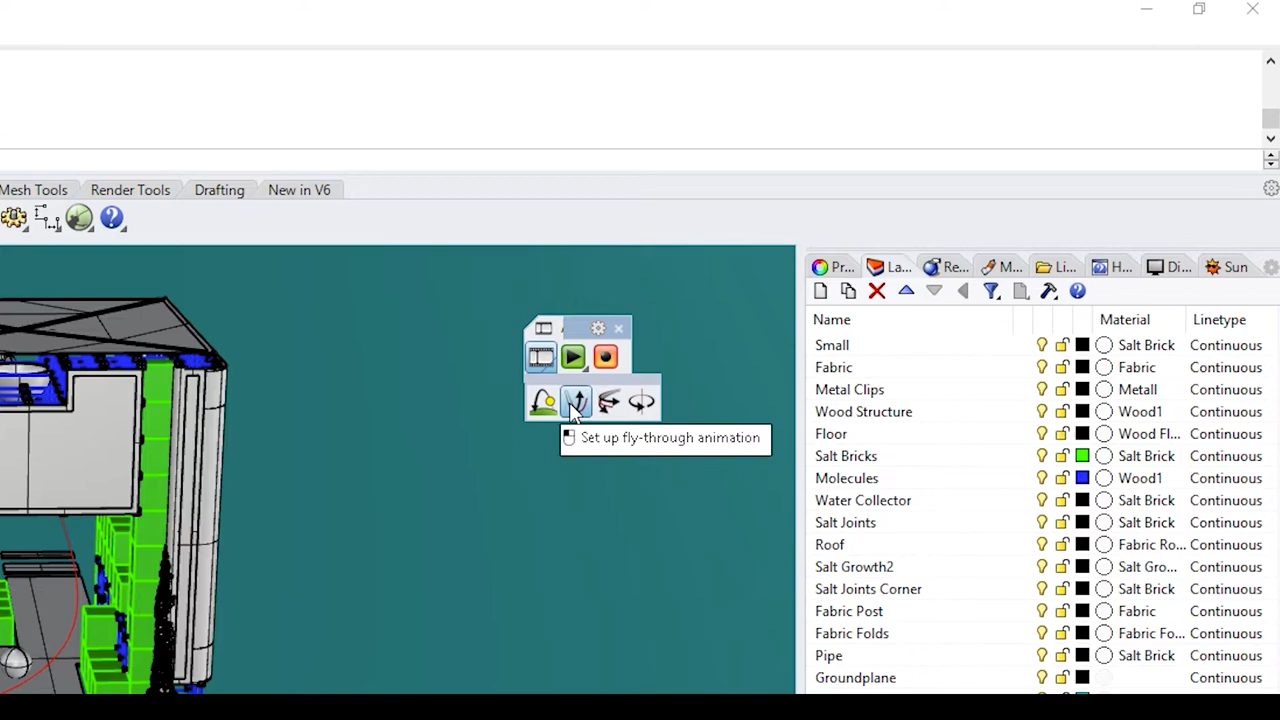 Mesh Tools Render Tools Drafting New in V6
Pr... La... Re... M... Li... H... Di... Sun
Name Material Linetype
Small Salt Brick Continuous
Fabric Fabric Continuous
Metal Clips Metall Continuous
Wood Structure Wood1 Continuous
Floor Wood Fl... Continuous
Set up fly-through animation
Salt Bricks Salt Brick Continuous
Molecules Wood1 Continuous
Water Collector Salt Brick Continuous
Salt Joints Salt Brick Continuous
Roof Fabric Ro... Continuous
Salt Growth2 Salt Gro... Continuous
Salt Joints Corner Salt Brick Continuous
Fabric Post Fabric Continuous
Fabric Folds Fabric Fo... Continuous
Pipe Salt Brick Continuous
Groundplane Continuous